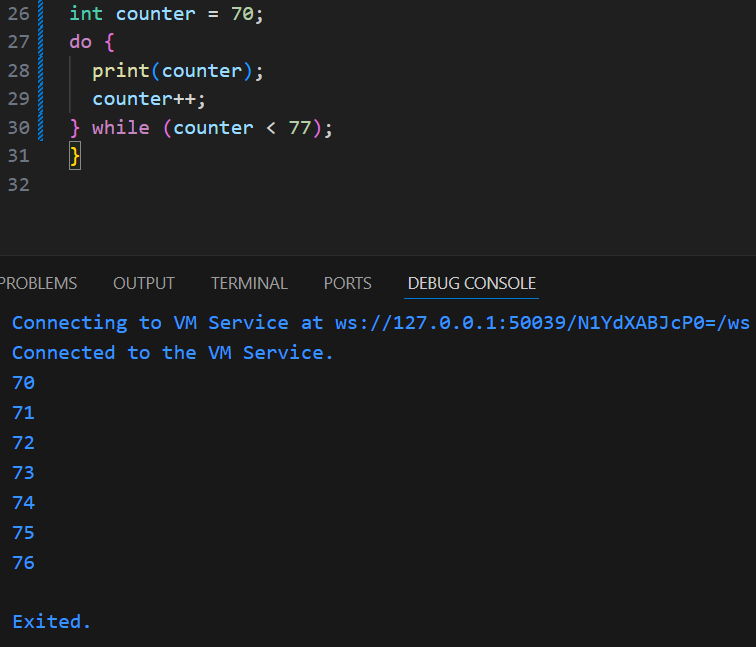 26 int counter = 70;
27 do {
28 print(counter);
29 counter++;
30 } while (counter < 77);
31 }
32
PROBLEMS OUTPUT TERMINAL PORTS DEBUG CONSOLE
Connecting to VM Service at ws://127.0.0.1:50039/N1YdXABJcP0=/ws
Connected to the VM Service.
70
71
72
73
74
75
76
Exited.